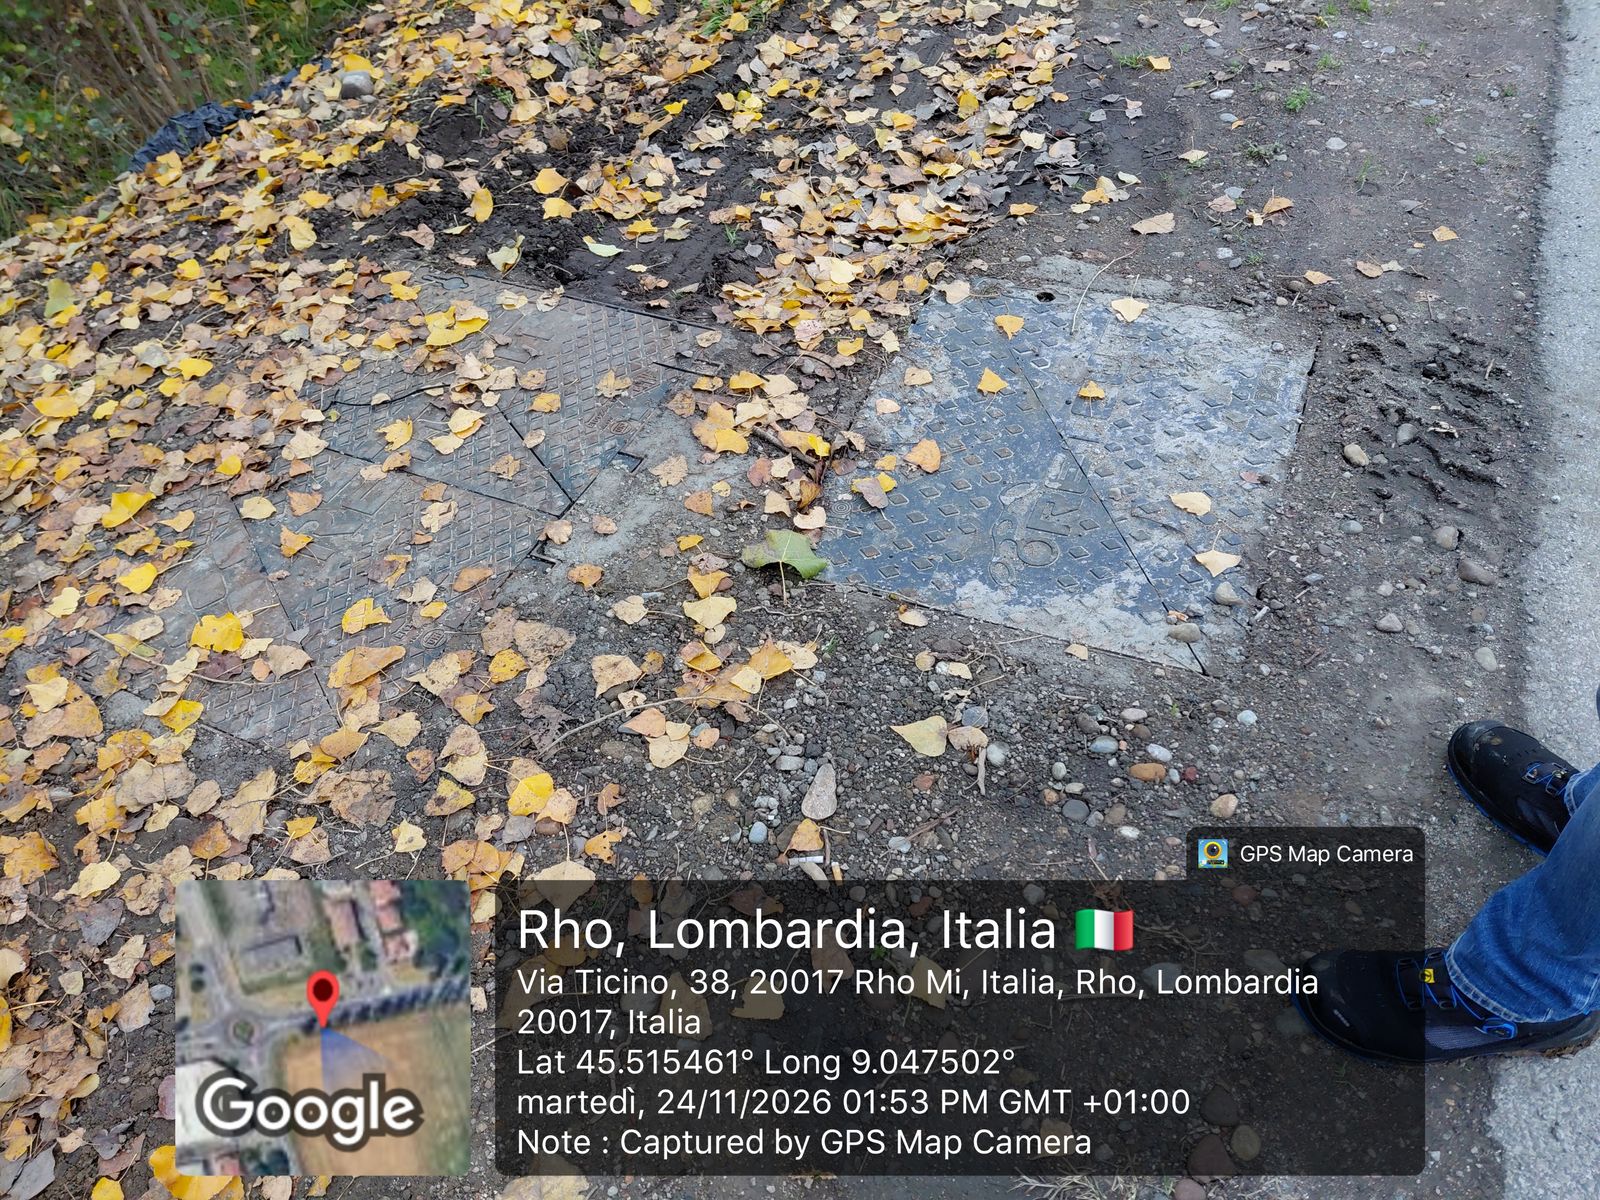 GPS Map Camera
Rho, Lombardia, Italia 🇮🇹
Via Ticino, 38, 20017 Rho Mi, Italia, Rho, Lombardia
20017, Italia
Lat 45.515461° Long 9.047502°
martedì, 24/11/2026 01:53 PM GMT +01:00
Note : Captured by GPS Map Camera
Google